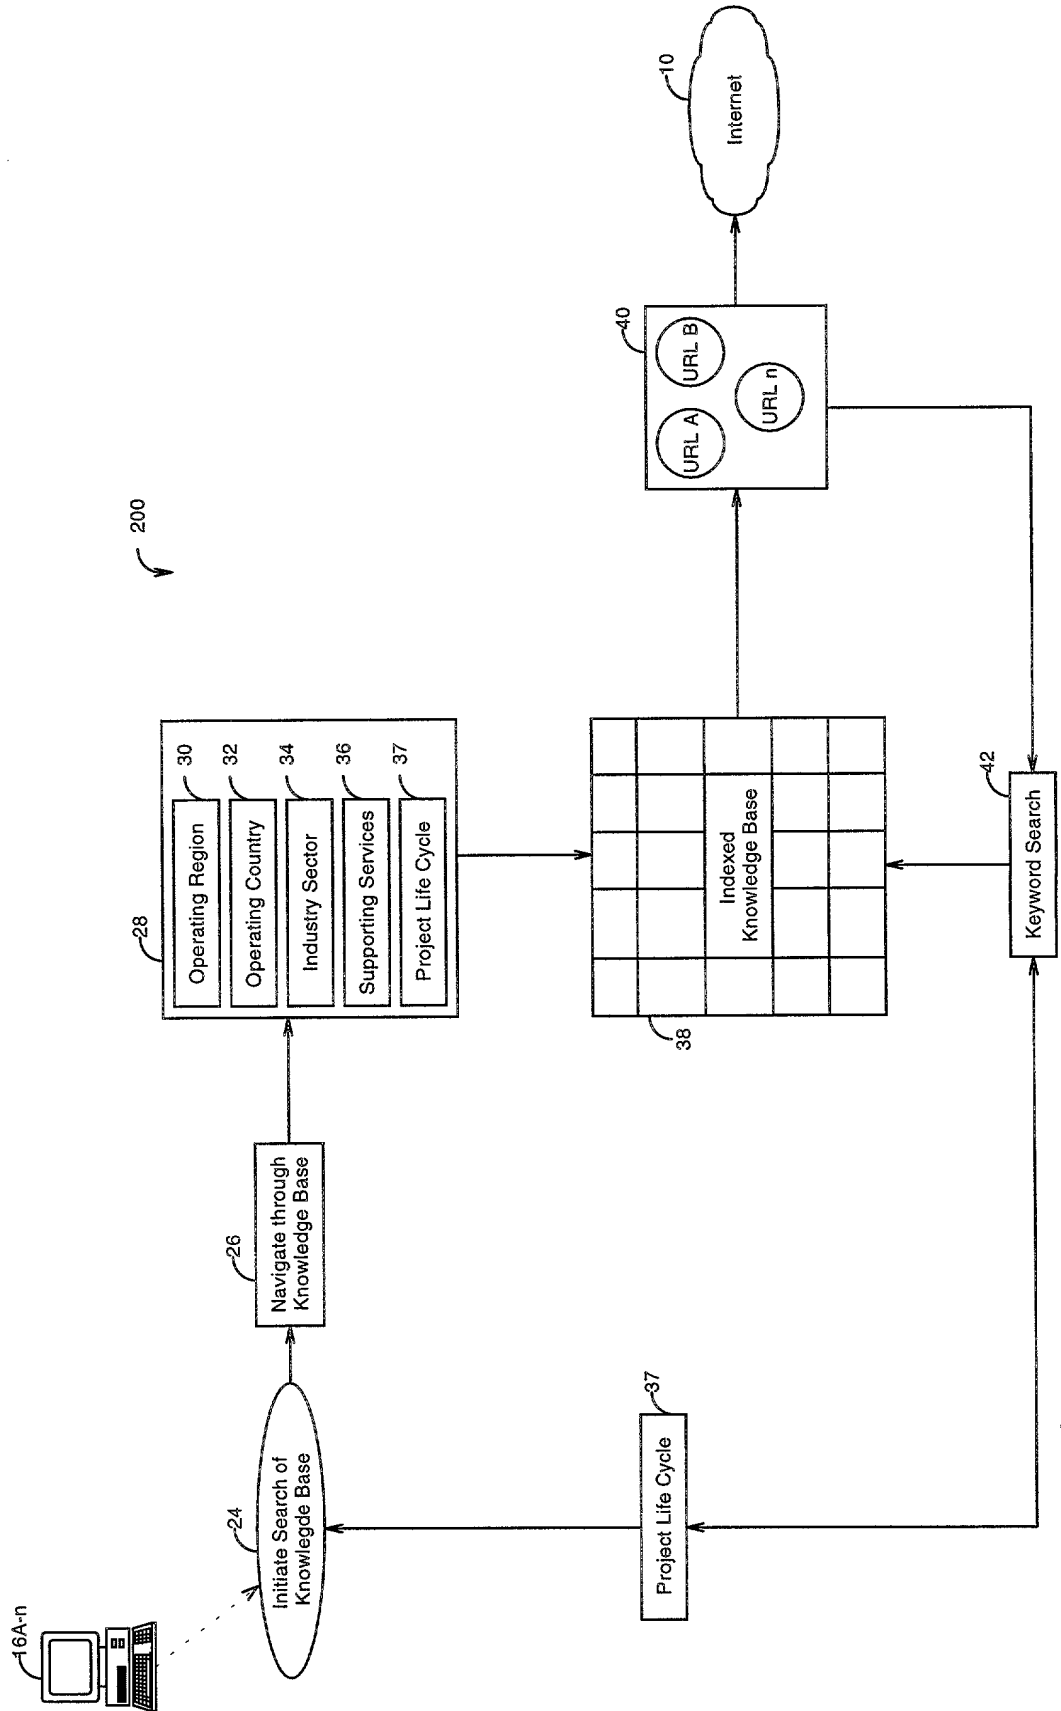 16A-n
24
Initiate Search of
Knowlegde Base
26
Navigate through
Knowledge Base
28
Operating Region
30
Operating Country
32
Industry Sector
34
Supporting Services
36
Project Life Cycle
37
200
37
Project Life Cycle
38
Indexed
Knowledge Base
40
URL A
URL B
URL n
10
Internet
42
Keyword Search